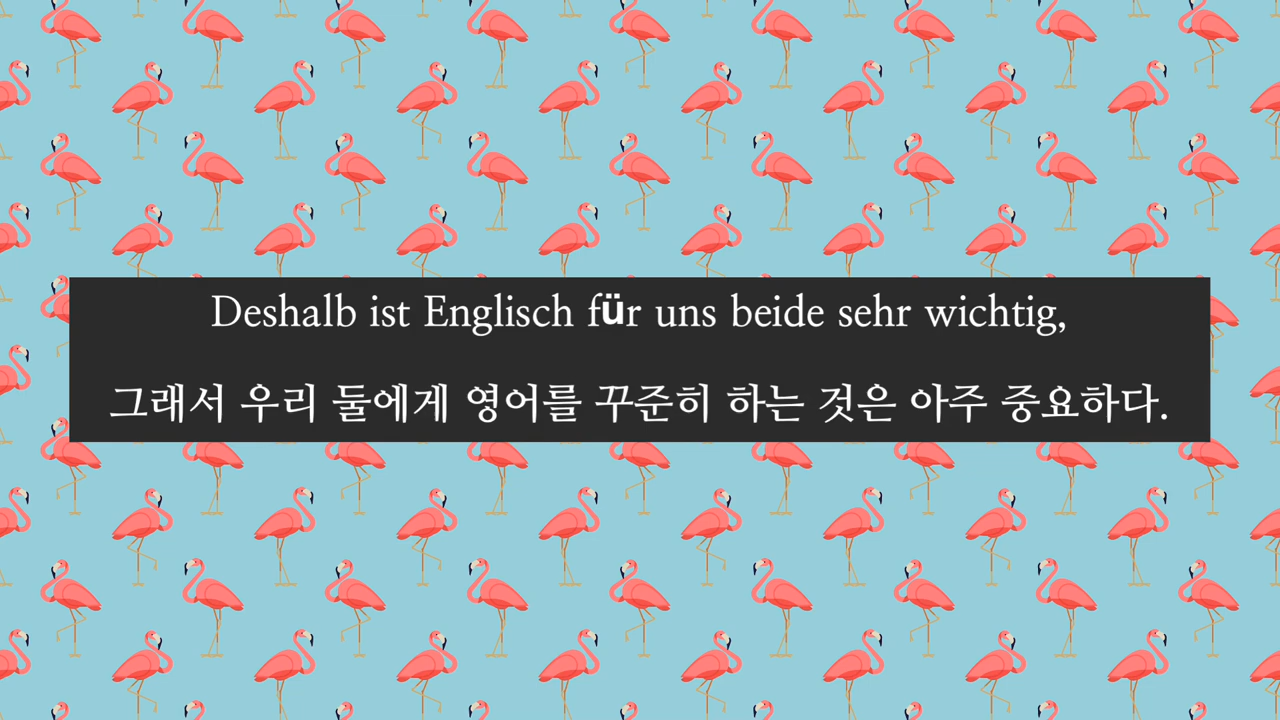 Deshalb ist Englisch für uns beide sehr wichtig,
그래서 우리 둘에게 영어를 꾸준히 하는 것은 아주 중요하다.